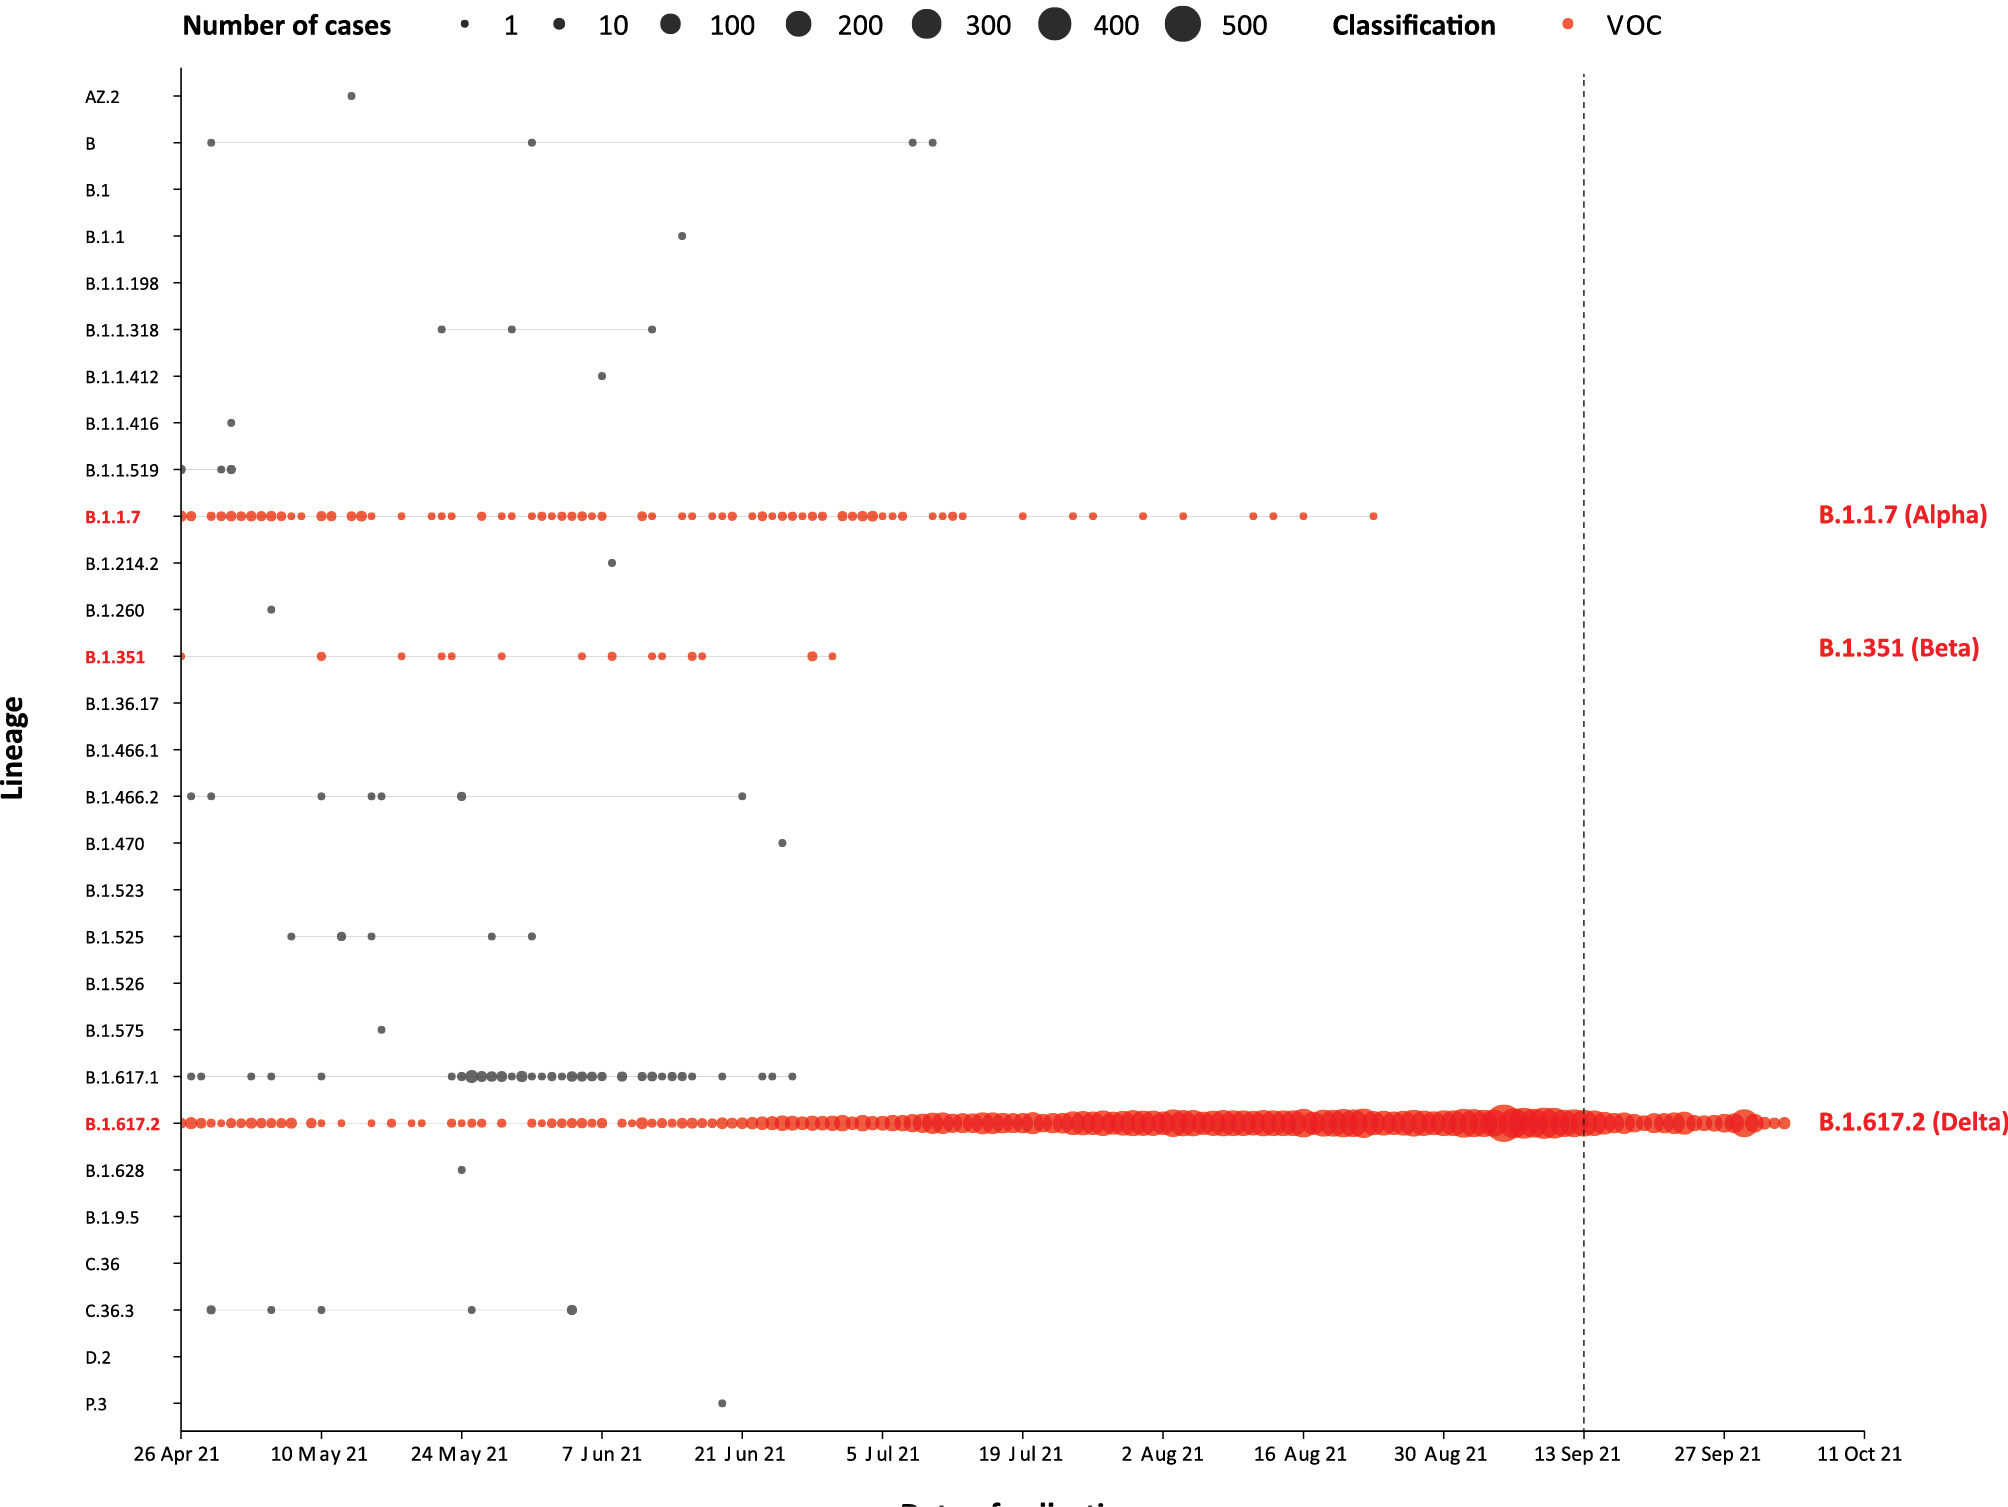 Number of cases 1 10 100 200 300 400 500 Classification VOC
AZ.2
B
B.1
B.1.1
B.1.1.198
B.1.1.318
B.1.1.412
B.1.1.416
B.1.1.519
B.1.1.7 B.1.1.7 (Alpha)
B.1.214.2
B.1.260
B.1.351 B.1.351 (Beta)
B.1.36.17
B.1.466.1
B.1.466.2
B.1.470
B.1.523
B.1.525
B.1.526
B.1.575
B.1.617.1
B.1.617.2 B.1.617.2 (Delta)
B.1.628
B.1.9.5
C.36
C.36.3
D.2
P.3
Lineage
26 Apr 21 10 May 21 24 May 21 7 Jun 21 21 Jun 21 5 Jul 21 19 Jul 21 2 Aug 21 16 Aug 21 30 Aug 21 13 Sep 21 27 Sep 21 11 Oct 21